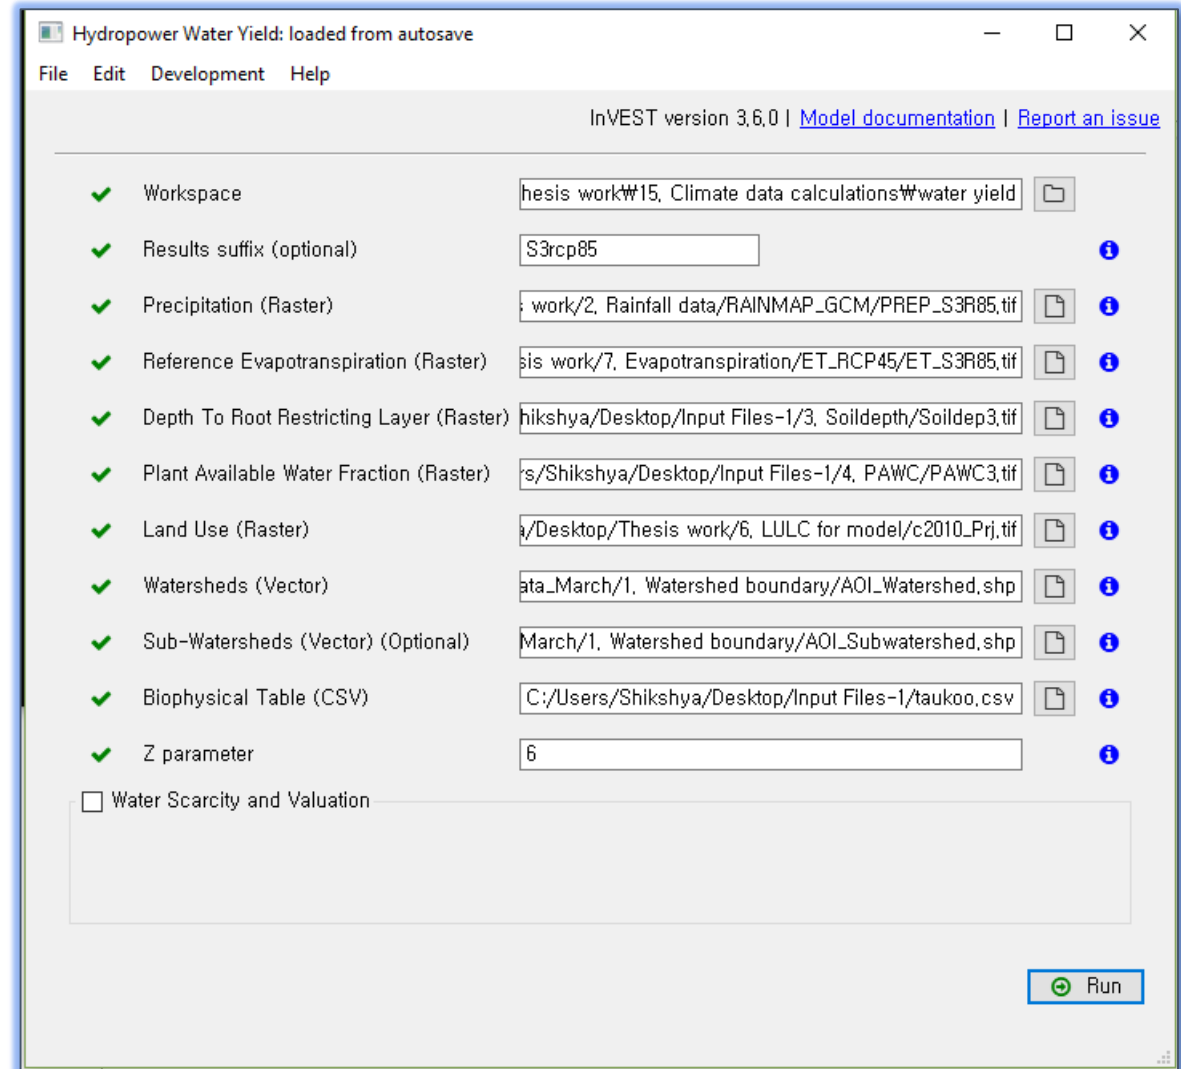 Hydropower Water Yield: loaded from autosave
File Edit Development Help
InVEST version 3,6,0 | Model documentation | Report an issue
Workspace hesis work₩15, Climate data calculations₩water yield
Results suffix (optional) S3rcp85
Precipitation (Raster) work/2, Rainfall data/RAINMAP_GCM/PREP_S3R85,tif
Reference Evapotranspiration (Raster) sis work/7, Evapotranspiration/ET_RCP45/ET_S3R85,tif
Depth To Root Restricting Layer (Raster) hikshya/Desktop/Input Files-1/3, Soildepth/Soildep3,tif
Plant Available Water Fraction (Raster) rs/Shikshya/Desktop/Input Files-1/4, PAWC/PAWC3,tif
Land Use (Raster) a/Desktop/Thesis work/6, LULC for model/c2010_Prj,tif
Watersheds (Vector) ata_March/1, Watershed boundary/AOI_Watershed,shp
Sub-Watersheds (Vector) (Optional) March/1, Watershed boundary/AOI_Subwatershed,shp
Biophysical Table (CSV) C:/Users/Shikshya/Desktop/Input Files-1/taukoo,csv
Z parameter 6
Water Scarcity and Valuation
Run